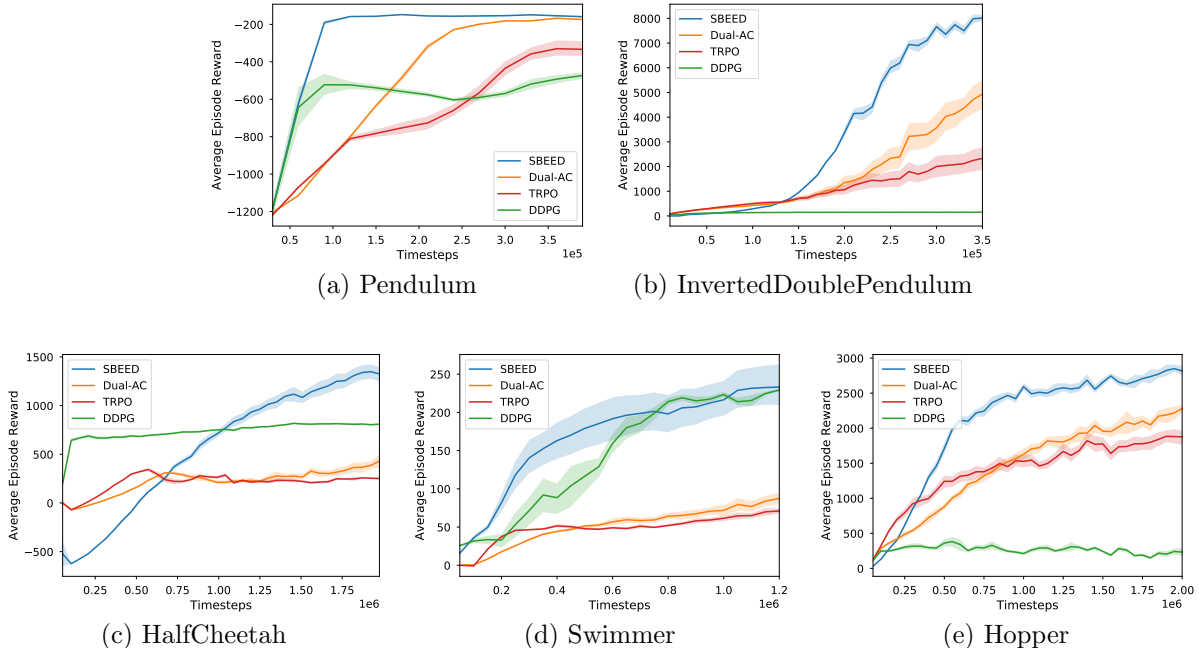 −200
−400
−600
−800
−1000
−1200
Average Episode Reward
SBEED
Dual-AC
TRPO
DDPG
0.5 1.0 1.5 2.0 2.5 3.0 3.5
Timesteps 1e5
(a) Pendulum
8000
7000
6000
5000
4000
3000
2000
1000
0
Average Episode Reward
SBEED
Dual-AC
TRPO
DDPG
0.5 1.0 1.5 2.0 2.5 3.0 3.5
Timesteps 1e5
(b) InvertedDoublePendulum
1500
1000
500
0
−500
Average Episode Reward
SBEED
Dual-AC
TRPO
DDPG
0.25 0.50 0.75 1.00 1.25 1.50 1.75
Timesteps 1e6
(c) HalfCheetah
250
200
150
100
50
0
Average Episode Reward
SBEED
Dual-AC
TRPO
DDPG
0.2 0.4 0.6 0.8 1.0 1.2
Timesteps 1e6
(d) Swimmer
3000
2500
2000
1500
1000
500
0
Average Episode Reward
SBEED
Dual-AC
TRPO
DDPG
0.25 0.50 0.75 1.00 1.25 1.50 1.75 2.00
Timesteps 1e6
(e) Hopper